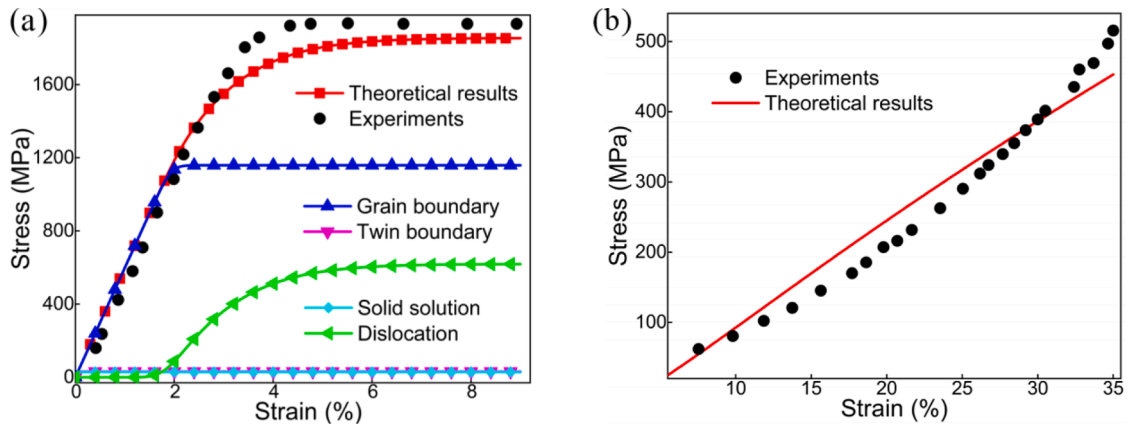 (a)
Stress (MPa)
1600
1200
800
400
0
Theoretical results
Experiments
Grain boundary
Twin boundary
Solid solution
Dislocation
0 2 4 6 8
Strain (%)
(b)
Stress (MPa)
500
400
300
200
100
Experiments
Theoretical results
10 15 20 25 30 35
Strain (%)